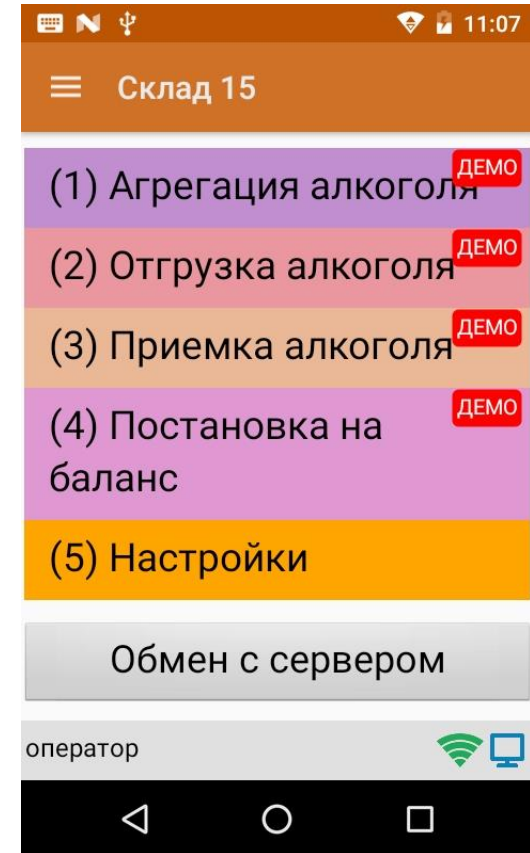 11:07
Склад 15
(1) Агрегация алкоголя
ДЕМО
(2) Отгрузка алкоголя
ДЕМО
(3) Приемка алкоголя
ДЕМО
(4) Постановка на
баланс
ДЕМО
(5) Настройки
Обмен с сервером
оператор